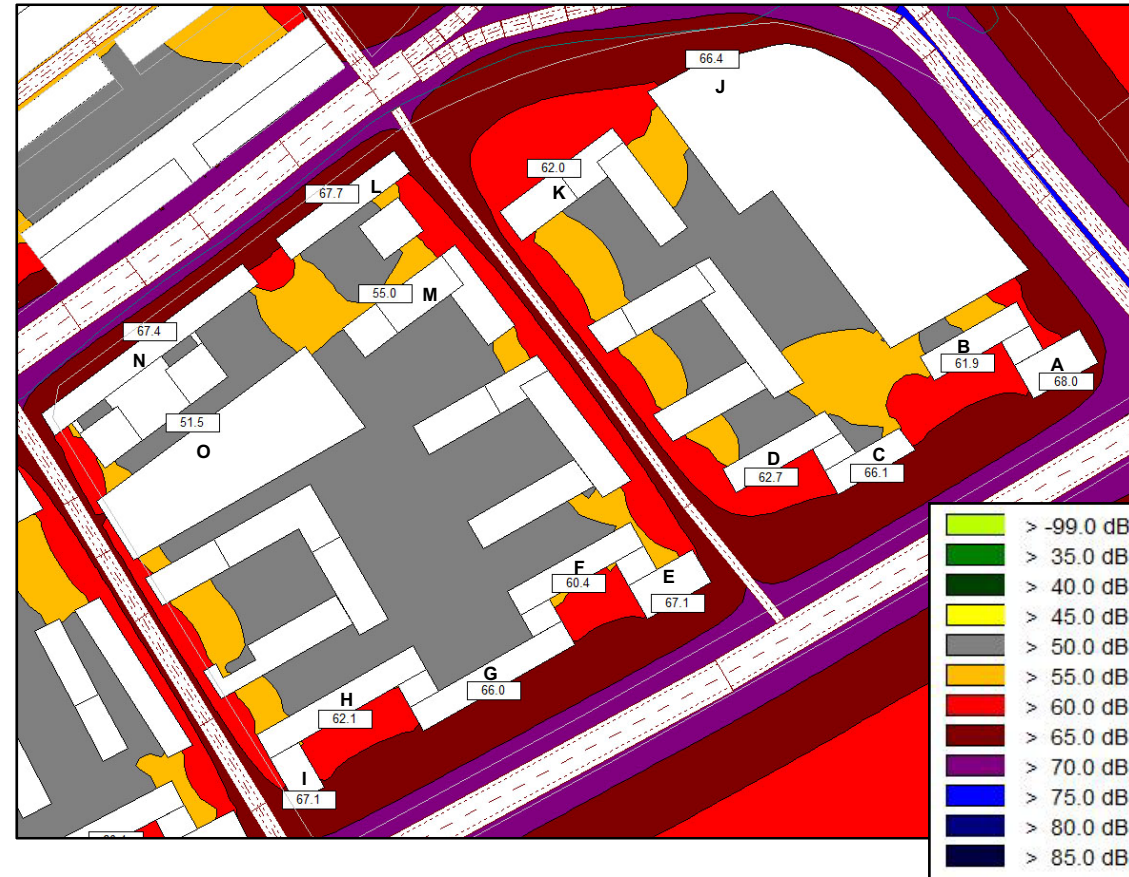 66.4
J
62.0
K
67.7
L
55.0
M
67.4
N
51.5
O
B
61.9
A
68.0
D
62.7
C
66.1
F
60.4
E
67.1
G
66.0
H
62.1
I
67.1
> -99.0 dB
> 35.0 dB
> 40.0 dB
> 45.0 dB
> 50.0 dB
> 55.0 dB
> 60.0 dB
> 65.0 dB
> 70.0 dB
> 75.0 dB
> 80.0 dB
> 85.0 dB